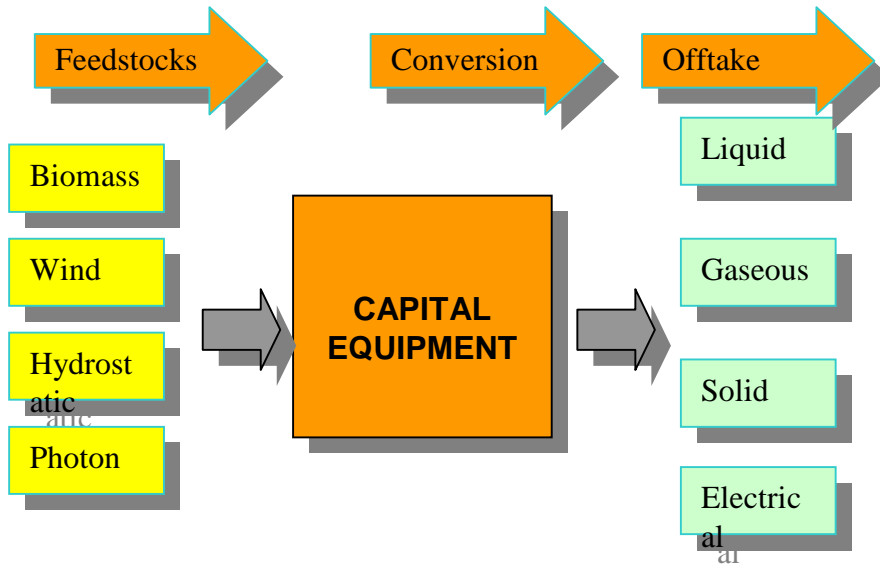 Feedstocks
Conversion
Offtake
Biomass
Wind
Hydrost
atic
Photon
CAPITAL
EQUIPMENT
Liquid
Gaseous
Solid
Electric
al